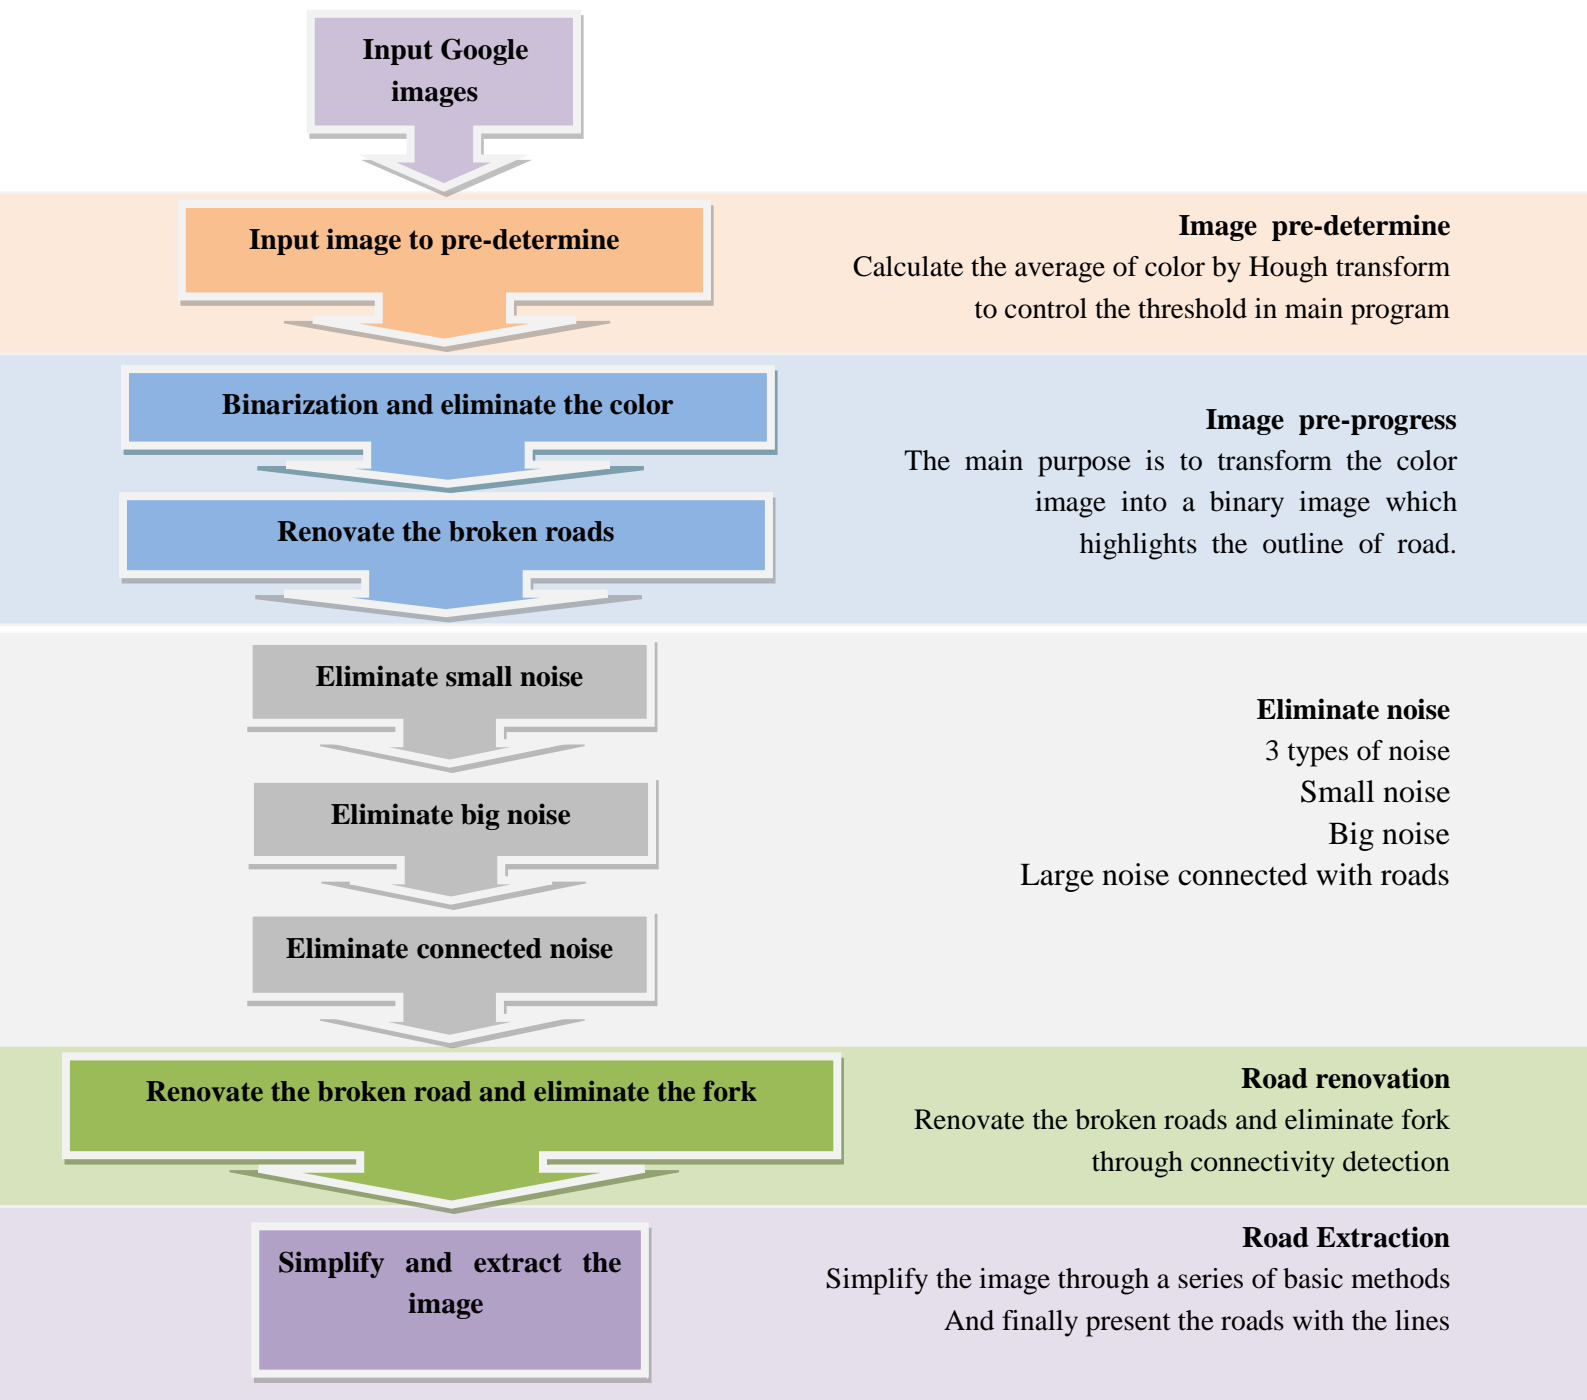 Input Google
images
Input image to pre-determine
Image pre-determine
Calculate the average of color by Hough transform
to control the threshold in main program
Binarization and eliminate the color
Renovate the broken roads
Image pre-progress
The main purpose is to transform the color
image into a binary image which
highlights the outline of road.
Eliminate small noise
Eliminate big noise
Eliminate connected noise
Eliminate noise
3 types of noise
Small noise
Big noise
Large noise connected with roads
Renovate the broken road and eliminate the fork
Road renovation
Renovate the broken roads and eliminate fork
through connectivity detection
Simplify and extract the
image
Road Extraction
Simplify the image through a series of basic methods
And finally present the roads with the lines